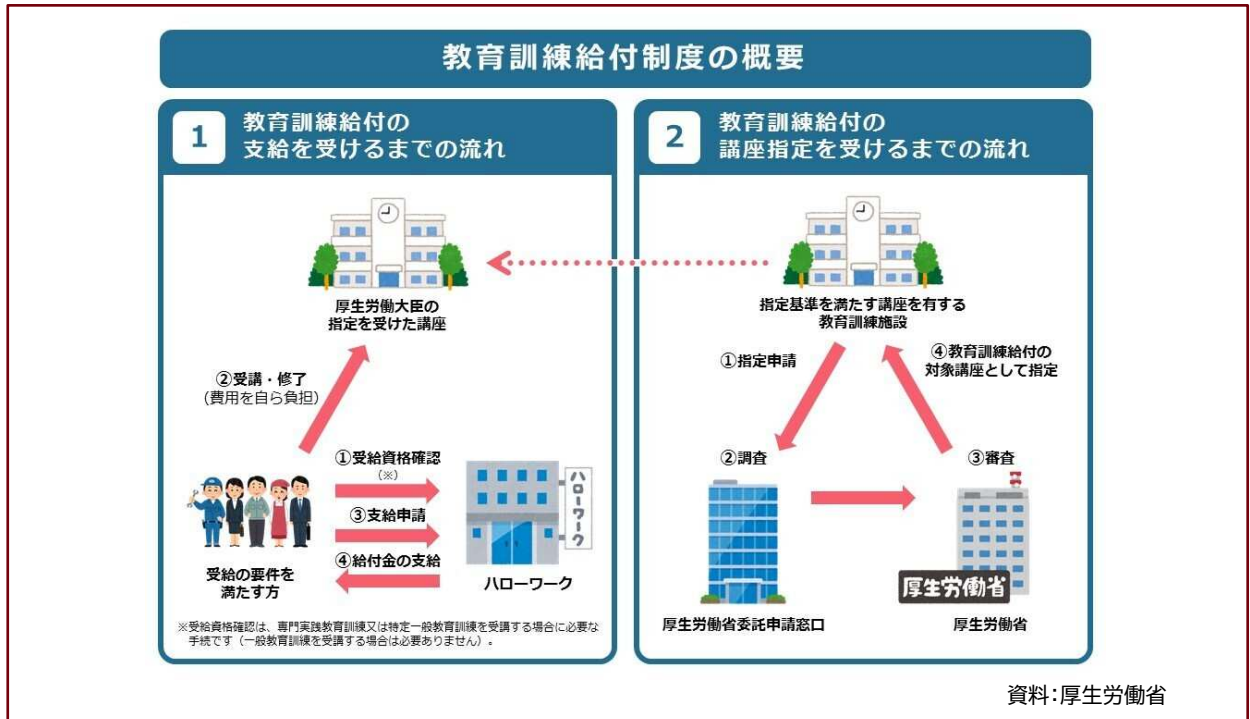 教育訓練給付制度の概要
1
教育訓練給付の
支給を受けるまでの流れ
厚生労働大臣の
指定を受けた講座
②受講・修了
(費用を自ら負担)
①受給資格確認
(※)
③支給申請
④給付金の支給
受給の要件を
満たす方
ハローワーク
ハローワーク
※受給資格確認は、専門実践教育訓練又は特定一般教育訓練を受講する場合に必要な
手続です（一般教育訓練を受講する場合は必要ありません）。
2
教育訓練給付の
講座指定を受けるまでの流れ
指定基準を満たす講座を有する
教育訓練施設
①指定申請
④教育訓練給付の
対象講座として指定
②調査
③審査
厚生労働省
厚生労働省委託申請窓口
厚生労働省
資料：厚生労働省